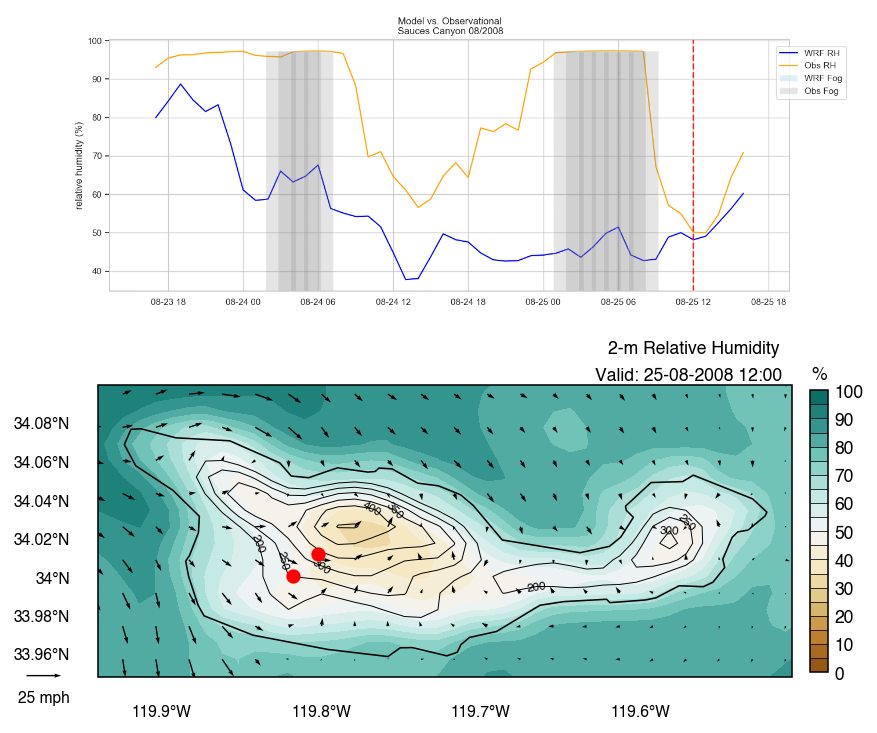 Model vs. Observational
Sauces Canyon 08/2008
100
90
80
70
60
50
40
relative humidity (%)
WRF RH
Obs RH
WRF Fog
Obs Fog
08-23 18
08-24 00
08-24 06
08-24 12
08-24 18
08-25 00
08-25 06
08-25 12
08-25 18
2-m Relative Humidity
Valid: 25-08-2008 12:00
%
34.08°N
34.06°N
34.04°N
34.02°N
34°N
33.98°N
33.96°N
25 mph
119.9°W
119.8°W
119.7°W
119.6°W
400
350
300
250
200
250
300
200
100
90
80
70
60
50
40
30
20
10
0